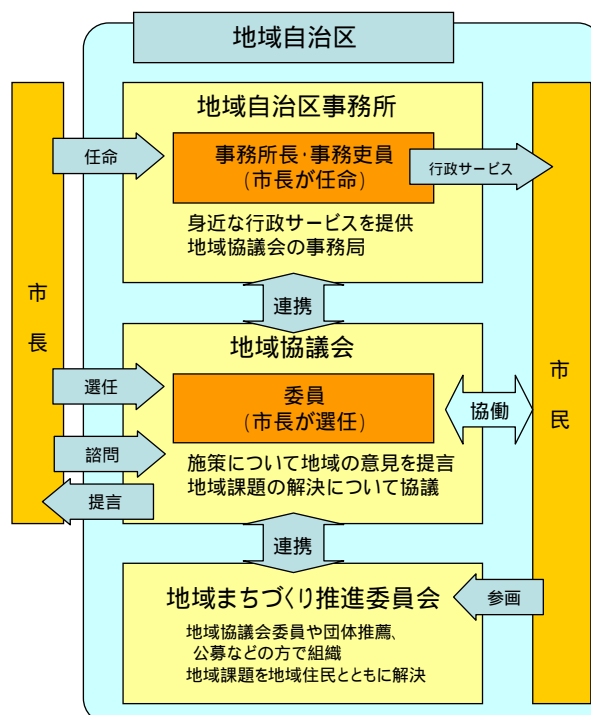 地域自治区
地域自治区事務所
任命
事務所長・事務吏員
(市長が任命)
行政サービス
身近な行政サービスを提供
地域協議会の事務局
連携
市長
市民
地域協議会
選任
委員
(市長が選任)
協働
諮問
施策について地域の意見を提言
地域課題の解決について協議
提言
連携
地域まちづくり推進委員会
参画
地域協議会委員や団体推薦、
公募などの方で組織
地域課題を地域住民とともに解決